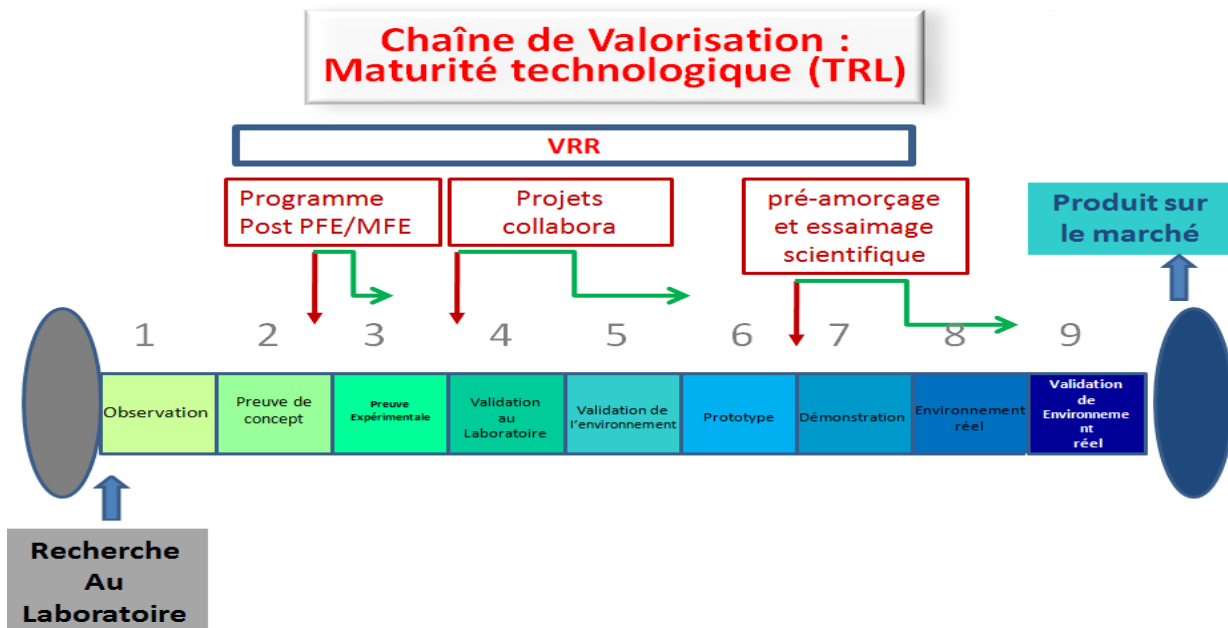 Chaîne de Valorisation :
Maturité technologique (TRL)
VRR
Programme
Post PFE/MFE
Projets
collabora
pré-amorçage
et essaimage
scientifique
Produit sur
le marché
1 2 3 4 5 6 7 8 9
Observation
Preuve de
concept
Preuve
Expérimentale
Validation
au
Laboratoire
Validation de
l'environnement
Prototype
Démonstration
Environnement
réel
Validation
de
Environneme
nt
réel
Recherche
Au
Laboratoire